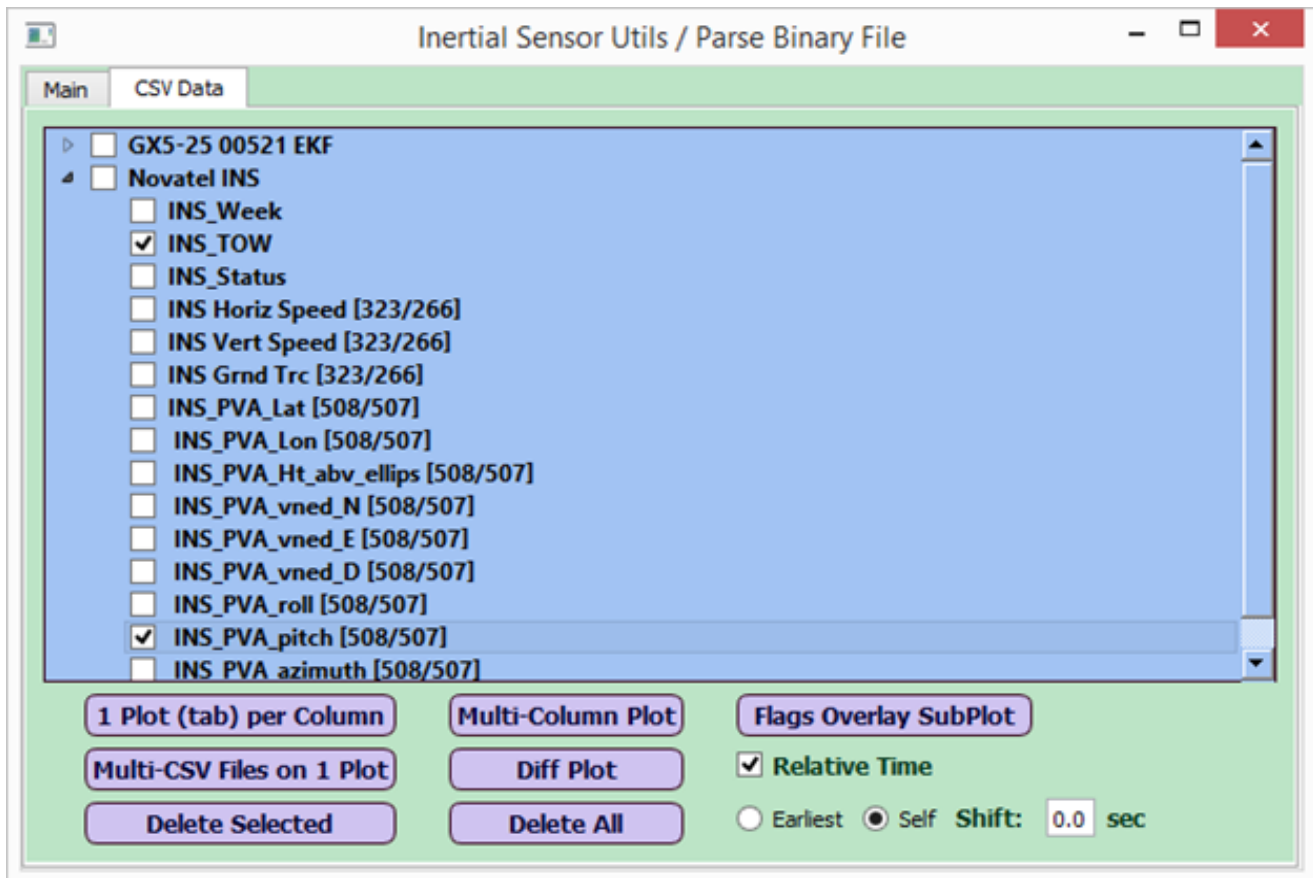 Inertial Sensor Utils / Parse Binary File
Main CSV Data
GX5-25 00521 EKF
Novatel INS
INS_Week
INS_TOW
INS_Status
INS Horiz Speed [323/266]
INS Vert Speed [323/266]
INS Grnd Trc [323/266]
INS_PVA_Lat [508/507]
INS_PVA_Lon [508/507]
INS_PVA_Ht_abv_ellips [508/507]
INS_PVA_vned_N [508/507]
INS_PVA_vned_E [508/507]
INS_PVA_vned_D [508/507]
INS_PVA_roll [508/507]
INS_PVA_pitch [508/507]
INS_PVA_azimuth [508/507]
1 Plot (tab) per Column Multi-Column Plot Flags Overlay SubPlot
Multi-CSV Files on 1 Plot Diff Plot Relative Time
Delete Selected Delete All Earliest Self Shift: 0.0 sec